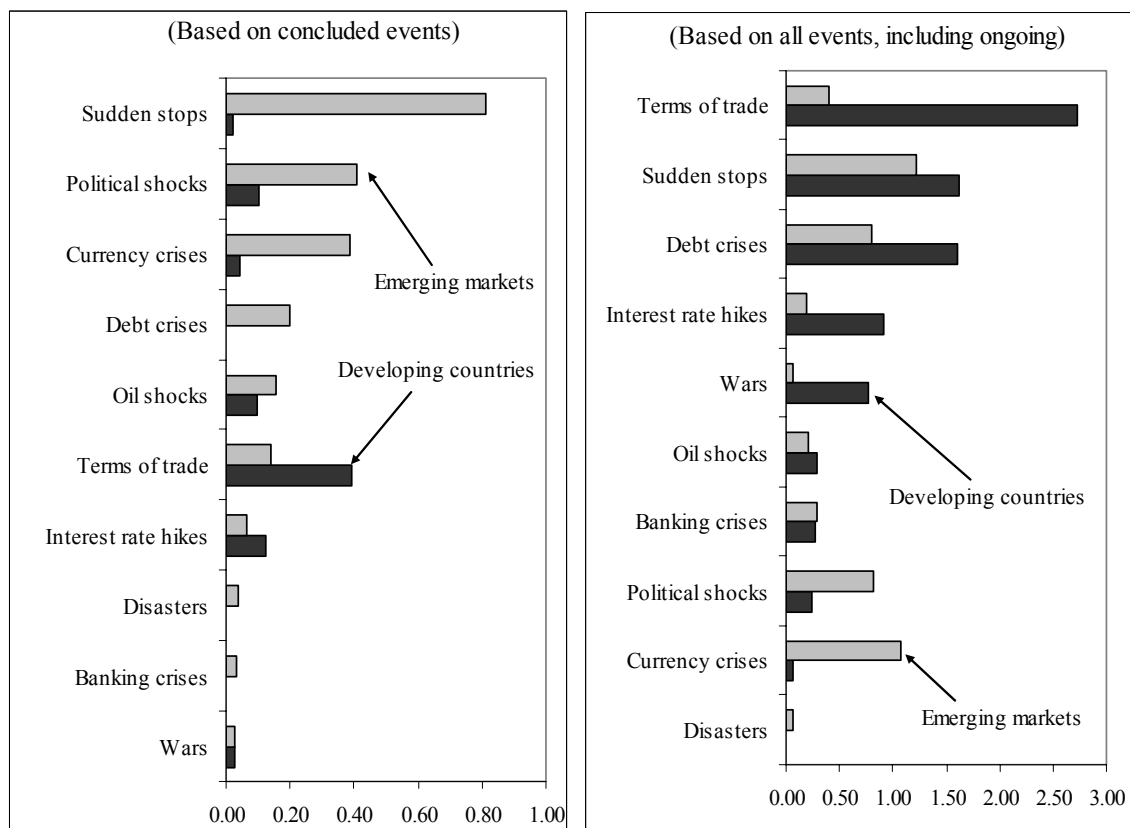 (Based on concluded events)
Sudden stops
Political shocks
Currency crises
Emerging markets
Debt crises
Developing countries
Oil shocks
Terms of trade
Interest rate hikes
Disasters
Banking crises
Wars
0.00 0.20 0.40 0.60 0.80 1.00
(Based on all events, including ongoing)
Terms of trade
Sudden stops
Debt crises
Interest rate hikes
Wars
Oil shocks
Developing countries
Banking crises
Political shocks
Currency crises
Emerging markets
Disasters
0.00 0.50 1.00 1.50 2.00 2.50 3.00